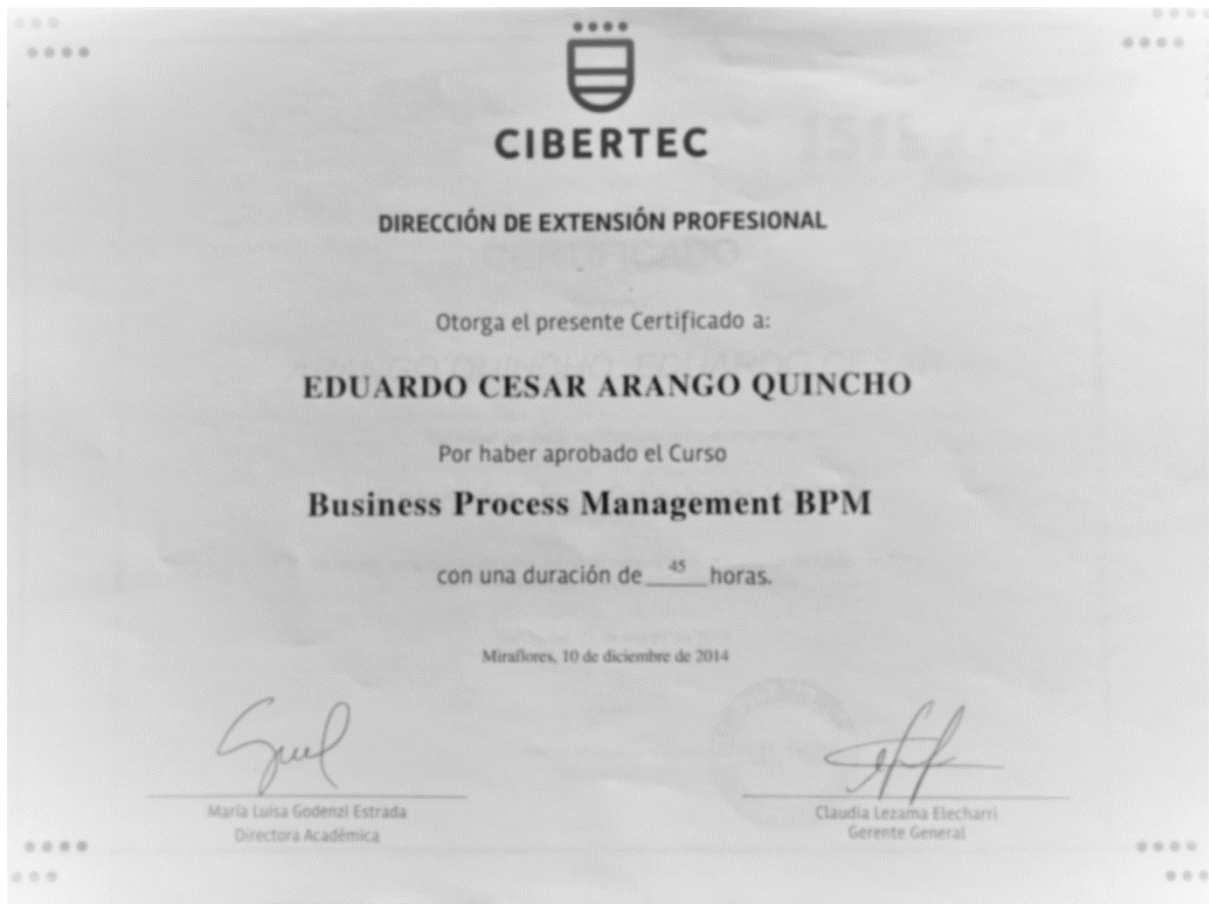 CIBERTEC
DIRECCIÓN DE EXTENSIÓN PROFESIONAL
CERTIFICADO
Otorga el presente Certificado a:
EDUARDO CESAR ARANGO QUINCHO
Por haber aprobado el Curso
Business Process Management BPM
con una duración de 45 horas.
Miraflores, 10 de diciembre de 2014
María Luisa Godenzi Estrada
Directora Académica
Claudia Lezama Elecharri
Gerente General